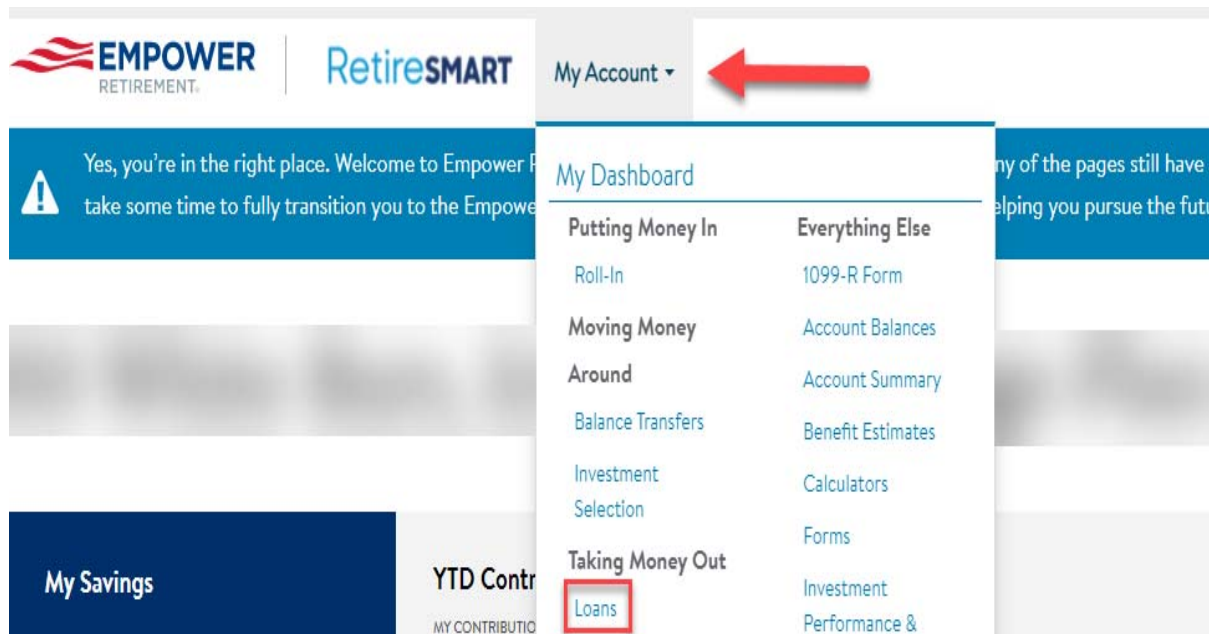 EMPOWER
RETIREMENT.
RetireSMART
My Account
Yes, you're in the right place. Welcome to Empower
take some time to fully transition you to the
ny of the pages still have
elping you pursue the
My Dashboard
Putting Money In
Roll-In
Moving Money
Around
Balance Transfers
Investment
Selection
Taking Money Out
Loans
Everything Else
1099-R Form
Account Balances
Account Summary
Benefit Estimates
Calculators
Forms
Investment
Performance &
My Savings
YTD Contr
MY CONTRIBUTIO